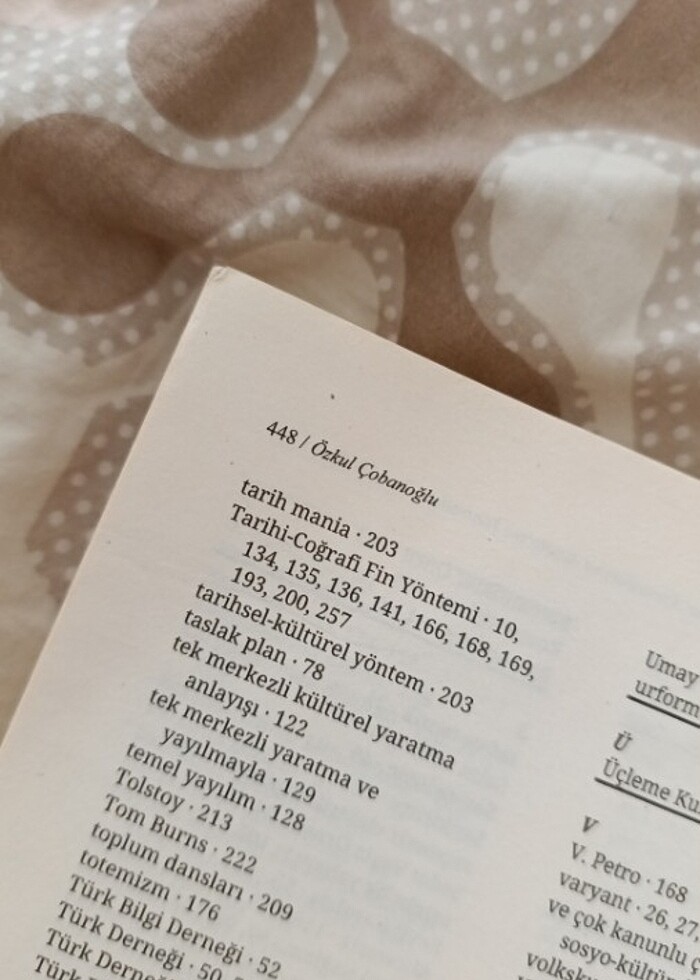 448 / Özkul Çobanoğlu
tarih mania · 203
Tarihi-Coğrafi Fin Yöntemi · 10,
134, 135, 136, 141, 166, 168, 169,
193, 200, 257
tarihsel-kültürel yöntem · 203
taslak plan · 78
tek merkezli kültürel yaratma
anlayışı · 122
tek merkezli yaratma ve
yayılmayla · 129
temel yayılım · 128
Tolstoy · 213
Tom Burns · 222
toplum dansları · 209
totemizm · 176
Türk Bilgi Derneği · 52
Türk Derneği · 50,
Türk
Türk
Umay
urform
Ü
Üçleme
V
V. Petro · 168
varyant · 26, 27,
ve çok kanunlu